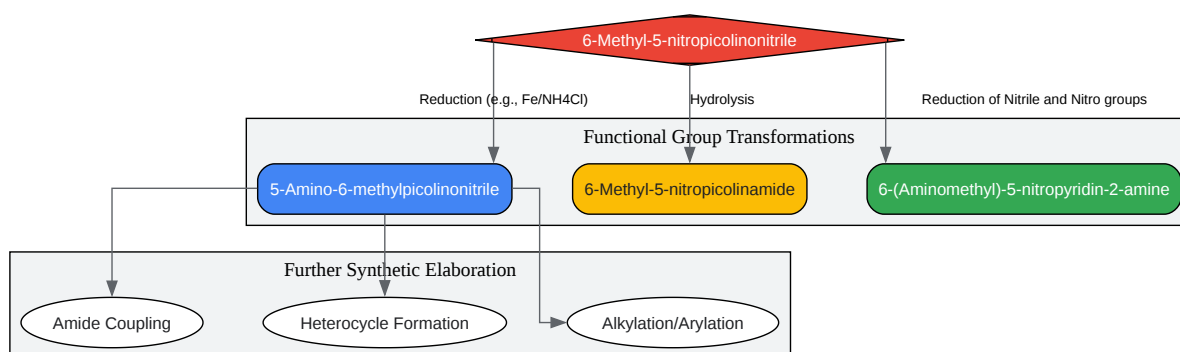 6-Methyl-5-nitropicolinonitrile
Reduction (e.g., Fe/NH4Cl)
Hydrolysis
Reduction of Nitrile and Nitro groups
Functional Group Transformations
5-Amino-6-methylpicolinonitrile
6-Methyl-5-nitropicolinamide
6-(Aminomethyl)-5-nitropyridin-2-amine
Further Synthetic Elaboration
Amide Coupling
Heterocycle Formation
Alkylation/Arylation